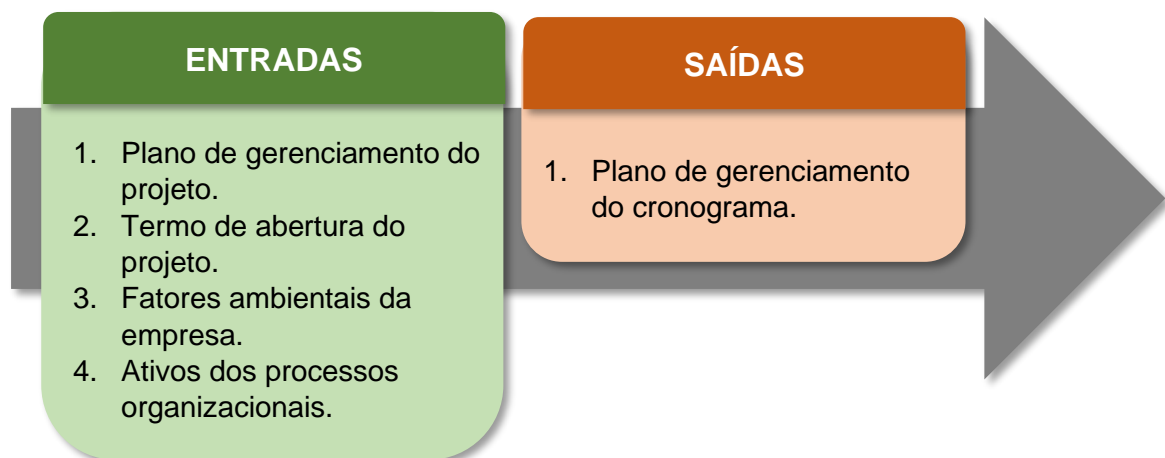 ENTRADAS
1. Plano de gerenciamento do
projeto.
2. Termo de abertura do
projeto.
3. Fatores ambientais da
empresa.
4. Ativos dos processos
organizacionais.
SAÍDAS
1. Plano de gerenciamento
do cronograma.